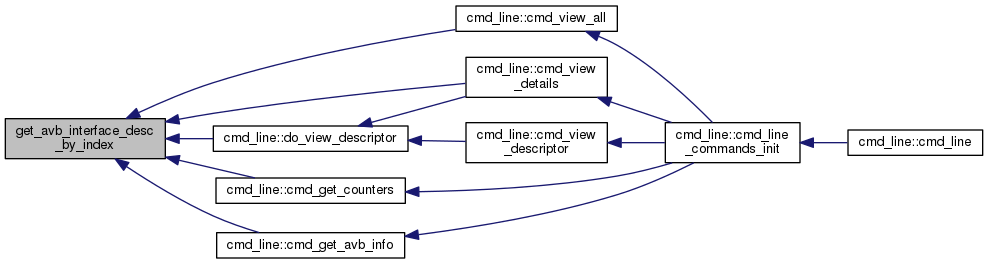 cmd_line::cmd_view_all
cmd_line::cmd_view
_details
get_avb_interface_desc
_by_index
cmd_line::do_view_descriptor
cmd_line::cmd_view
_descriptor
cmd_line::cmd_line
_commands_init
cmd_line::cmd_line
cmd_line::cmd_get_counters
cmd_line::cmd_get_avb_info